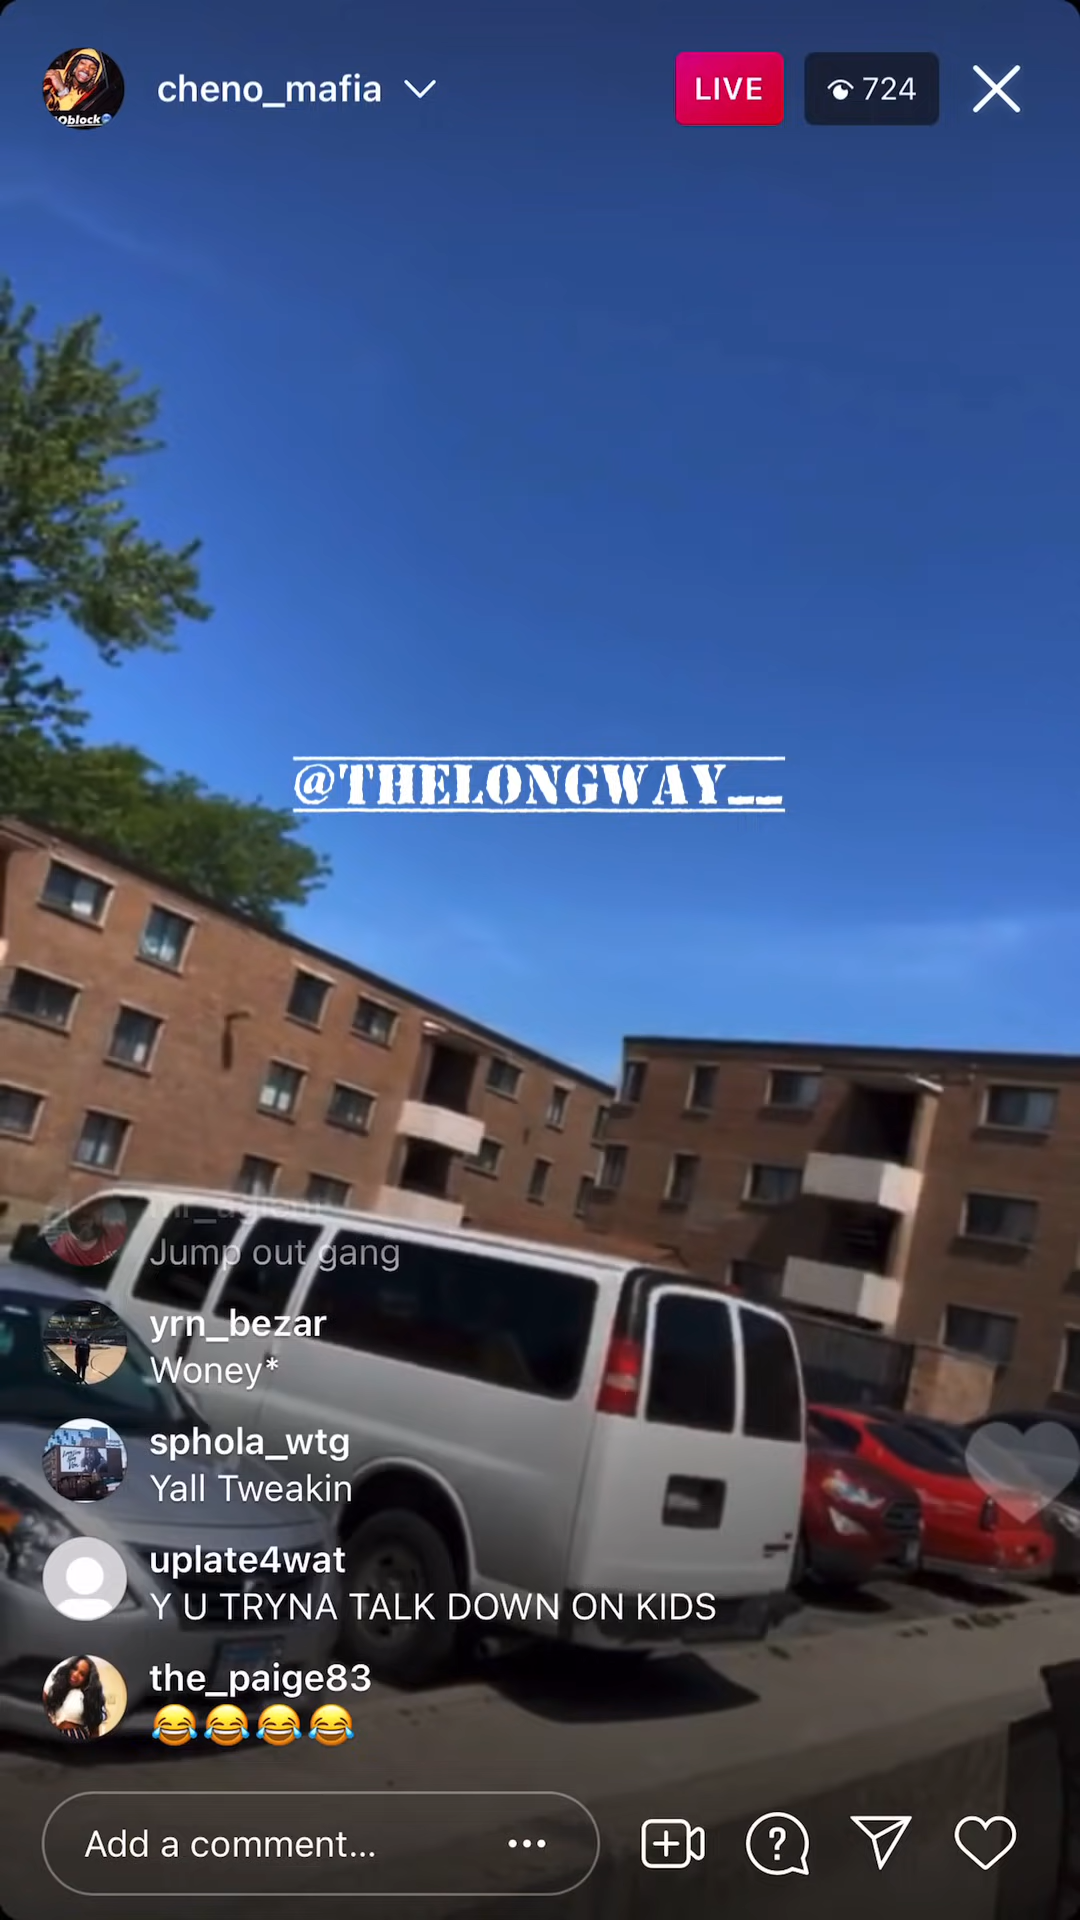 cheno_mafia
LIVE
724
Oblock
@THELONGWAY__
Jump out gang
yrn_bezar
Woney*
sphola_wtg
Yall Tweakin
uplate4wat
Y U TRYNA TALK DOWN ON KIDS
the_paige83
😂😂😂😂
Add a comment...